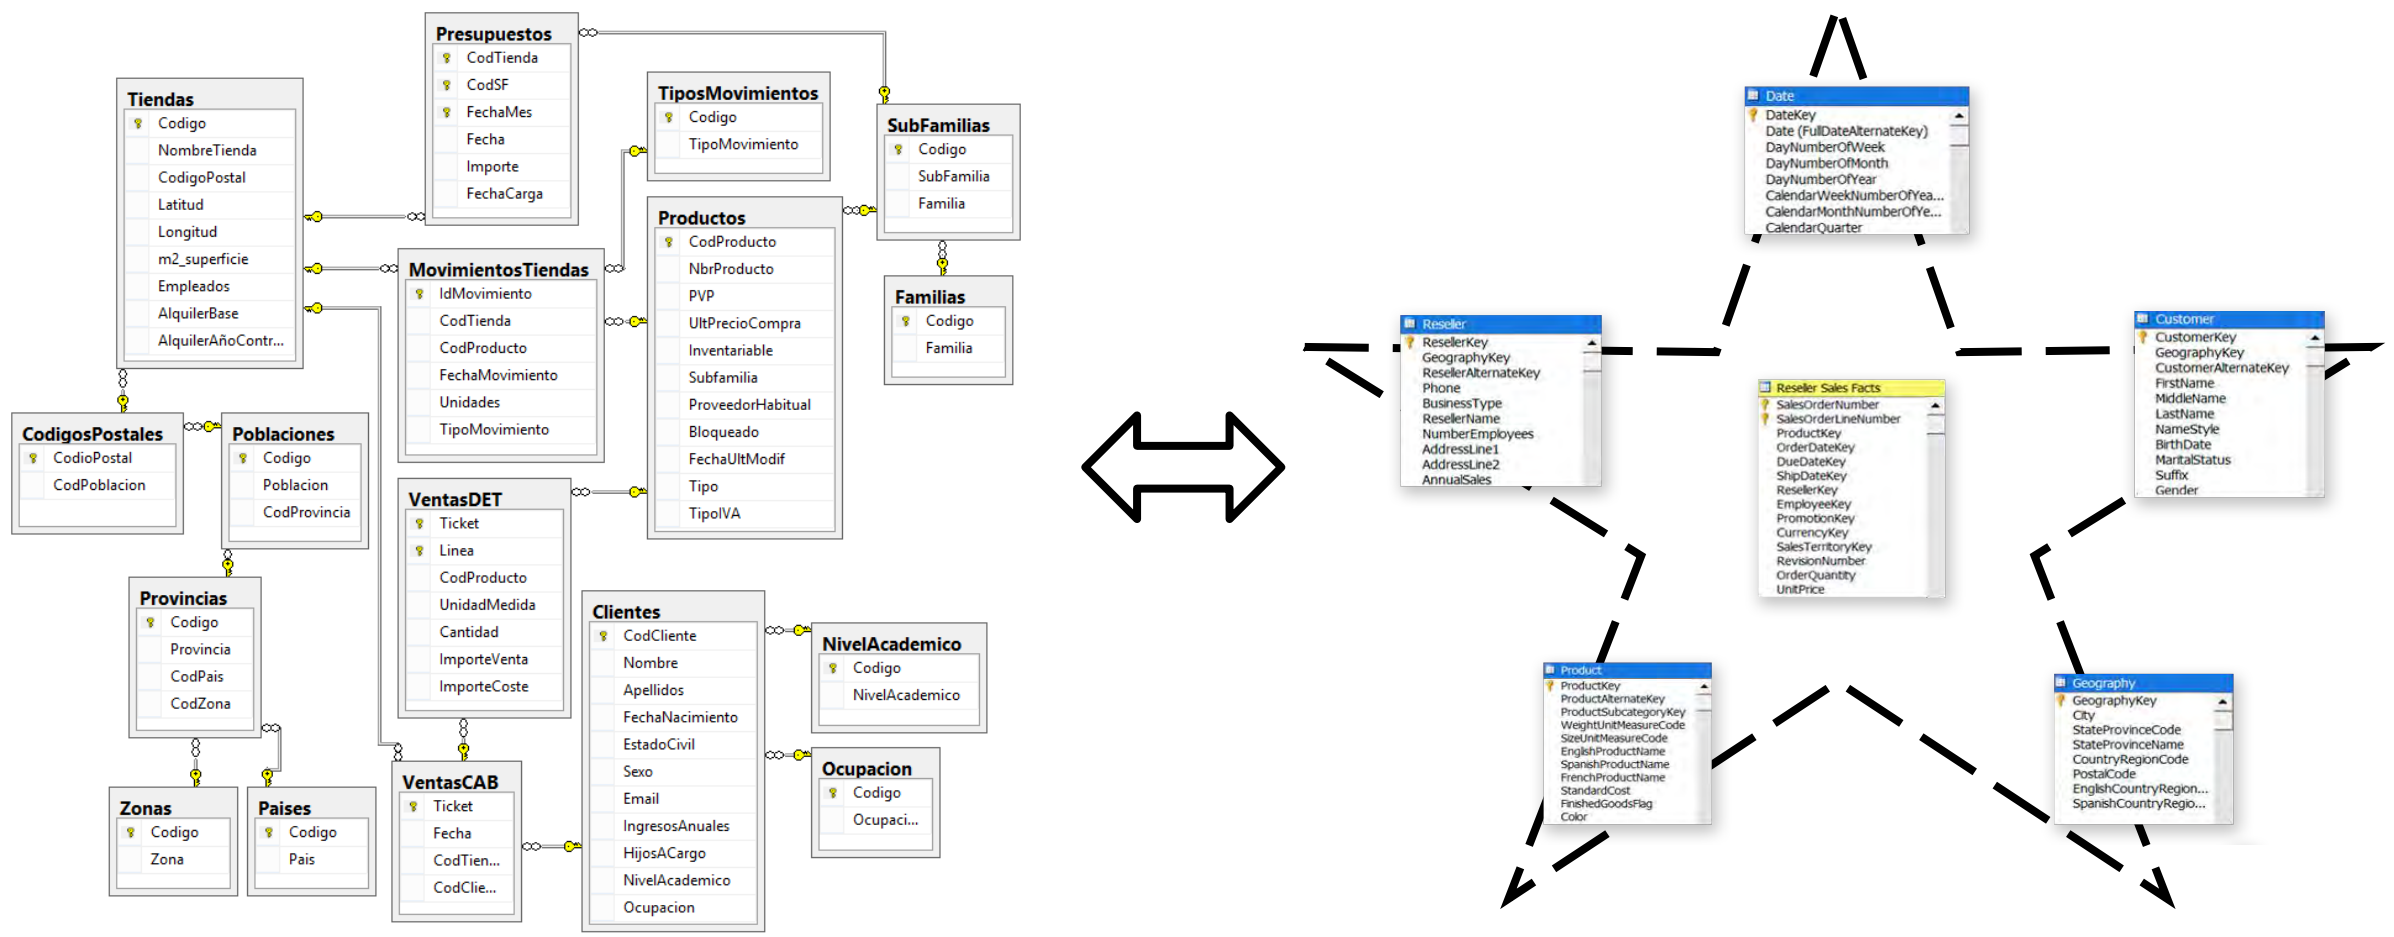 Presupuestos
CodTienda
CodSF
FechaMes
Fecha
Importe
FechaCarga
Tiendas
Codigo
NombreTienda
CodigoPostal
Latitud
Longitud
m2_superficie
Empleados
AlquilerBase
AlquilerAñoContr...
TiposMovimientos
Codigo
TipoMovimiento
SubFamilias
Codigo
SubFamilia
Familia
Productos
CodProducto
NbrProducto
PVP
UltPrecioCompra
Inventariable
Subfamilia
ProveedorHabitual
Bloqueado
FechaUltModif
Tipo
TipoIVA
MovimientosTiendas
IdMovimiento
CodTienda
CodProducto
FechaMovimiento
Unidades
TipoMovimiento
Familias
Codigo
Familia
CodigosPostales
CodioPostal
CodPoblacion
Poblaciones
Codigo
Poblacion
CodProvincia
VentasDET
Ticket
Linea
CodProducto
UnidadMedida
Cantidad
ImporteVenta
ImporteCoste
Provincias
Codigo
Provincia
CodPais
CodZona
Clientes
CodCliente
Nombre
Apellidos
FechaNacimiento
EstadoCivil
Sexo
Email
IngresosAnuales
HijosACargo
NivelAcademico
Ocupacion
NivelAcademico
Codigo
NivelAcademico
Ocupacion
Codigo
Ocupaci...
VentasCAB
Ticket
Fecha
CodTien...
CodClie...
Zonas
Codigo
Zona
Paises
Codigo
Pais
Date
DateKey
Date (FullDateAlternateKey)
DayNumberOfWeek
DayNumberOfMonth
DayNumberOfYear
CalendarWeekNumberOfYea...
CalendarMonthNumberOfYe...
CalendarQuarter
Reseller
ResellerKey
GeographyKey
ResellerAlternateKey
Phone
BusinessType
ResellerName
NumberEmployees
AddressLine1
AddressLine2
AnnualSales
Customer
CustomerKey
GeographyKey
CustomerAlternateKey
FirstName
MiddleName
LastName
NameStyle
BirthDate
MaritalStatus
Suffix
Gender
Reseller Sales Facts
SalesOrderNumber
SalesOrderLineNumber
ProductKey
OrderDateKey
DueDateKey
ShipDateKey
ResellerKey
EmployeeKey
PromotionKey
CurrencyKey
SalesTerritoryKey
RevisionNumber
OrderQuantity
UnitPrice
Product
ProductKey
ProductAlternateKey
ProductSubcategoryKey
WeightUnitMeasureCode
SizeUnitMeasureCode
EnglishProductName
SpanishProductName
FrenchProductName
StandardCost
FinishedGoodsFlag
Color
Geography
GeographyKey
City
StateProvinceCode
StateProvinceName
CountryRegionCode
PostalCode
EnglishCountryRegion...
SpanishCountryRegio...